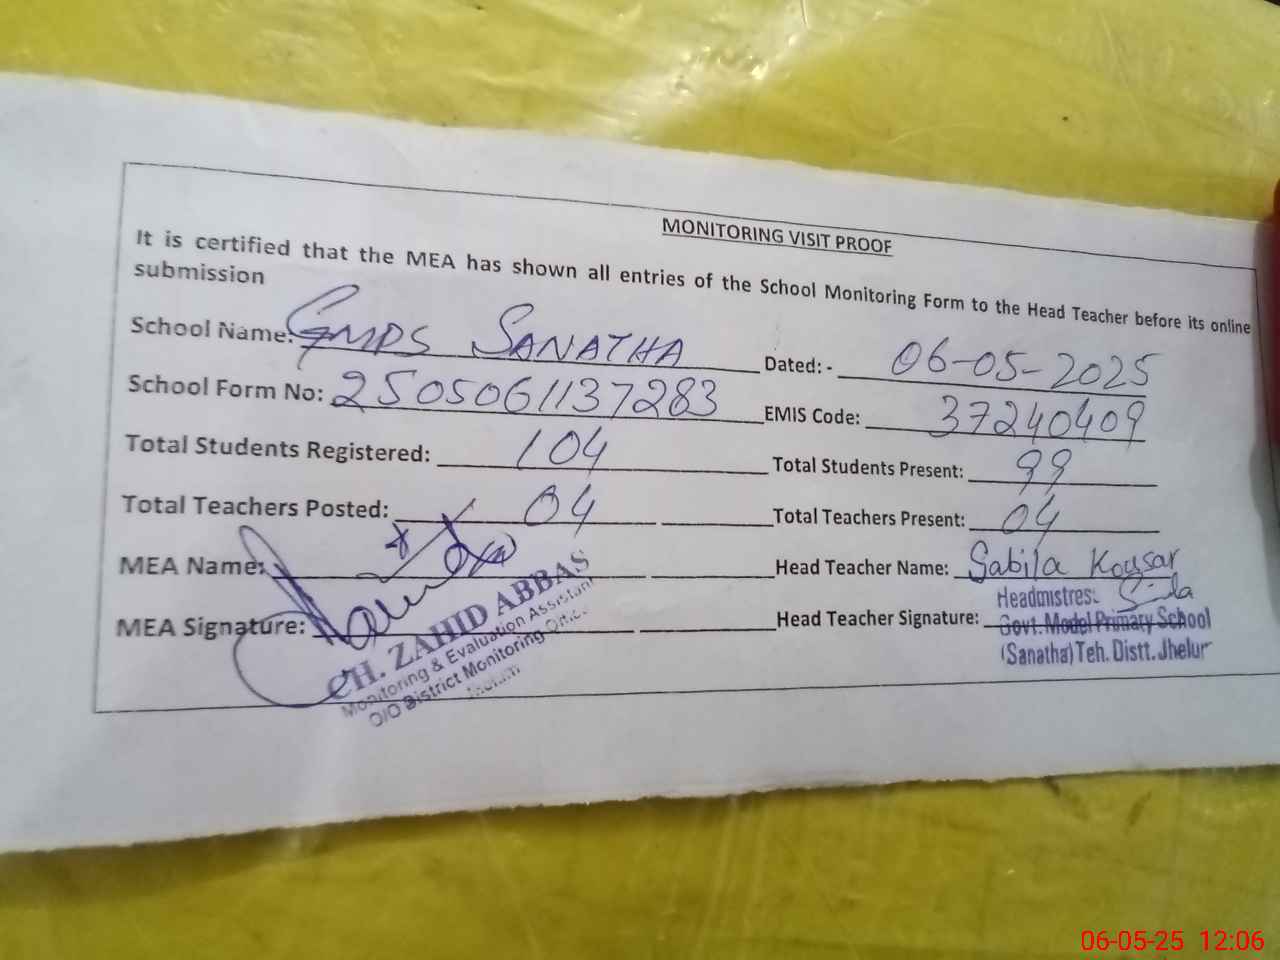 MONITORING VISIT PROOF
It is certified that the MEA has shown all entries of the School Monitoring Form to the Head Teacher before its online
submission
School Name: GMPS SANATHA Dated: - 06-05-2025
School Form No: 2505061137283 EMIS Code: 37240409
Total Students Registered: 104 Total Students Present: 99
Total Teachers Posted: 04 Total Teachers Present: 04
MEA Name: Head Teacher Name: Sabila Kousar
MEA Signature: Head Teacher Signature:
CH. ZAHID ABBAS
Monitoring & Evaluation Assistant
O/O District Monitoring
Headmistres:
Govt. Model Primary School
(Sanatha) Teh. Distt. Jhelur
06-05-25 12:06